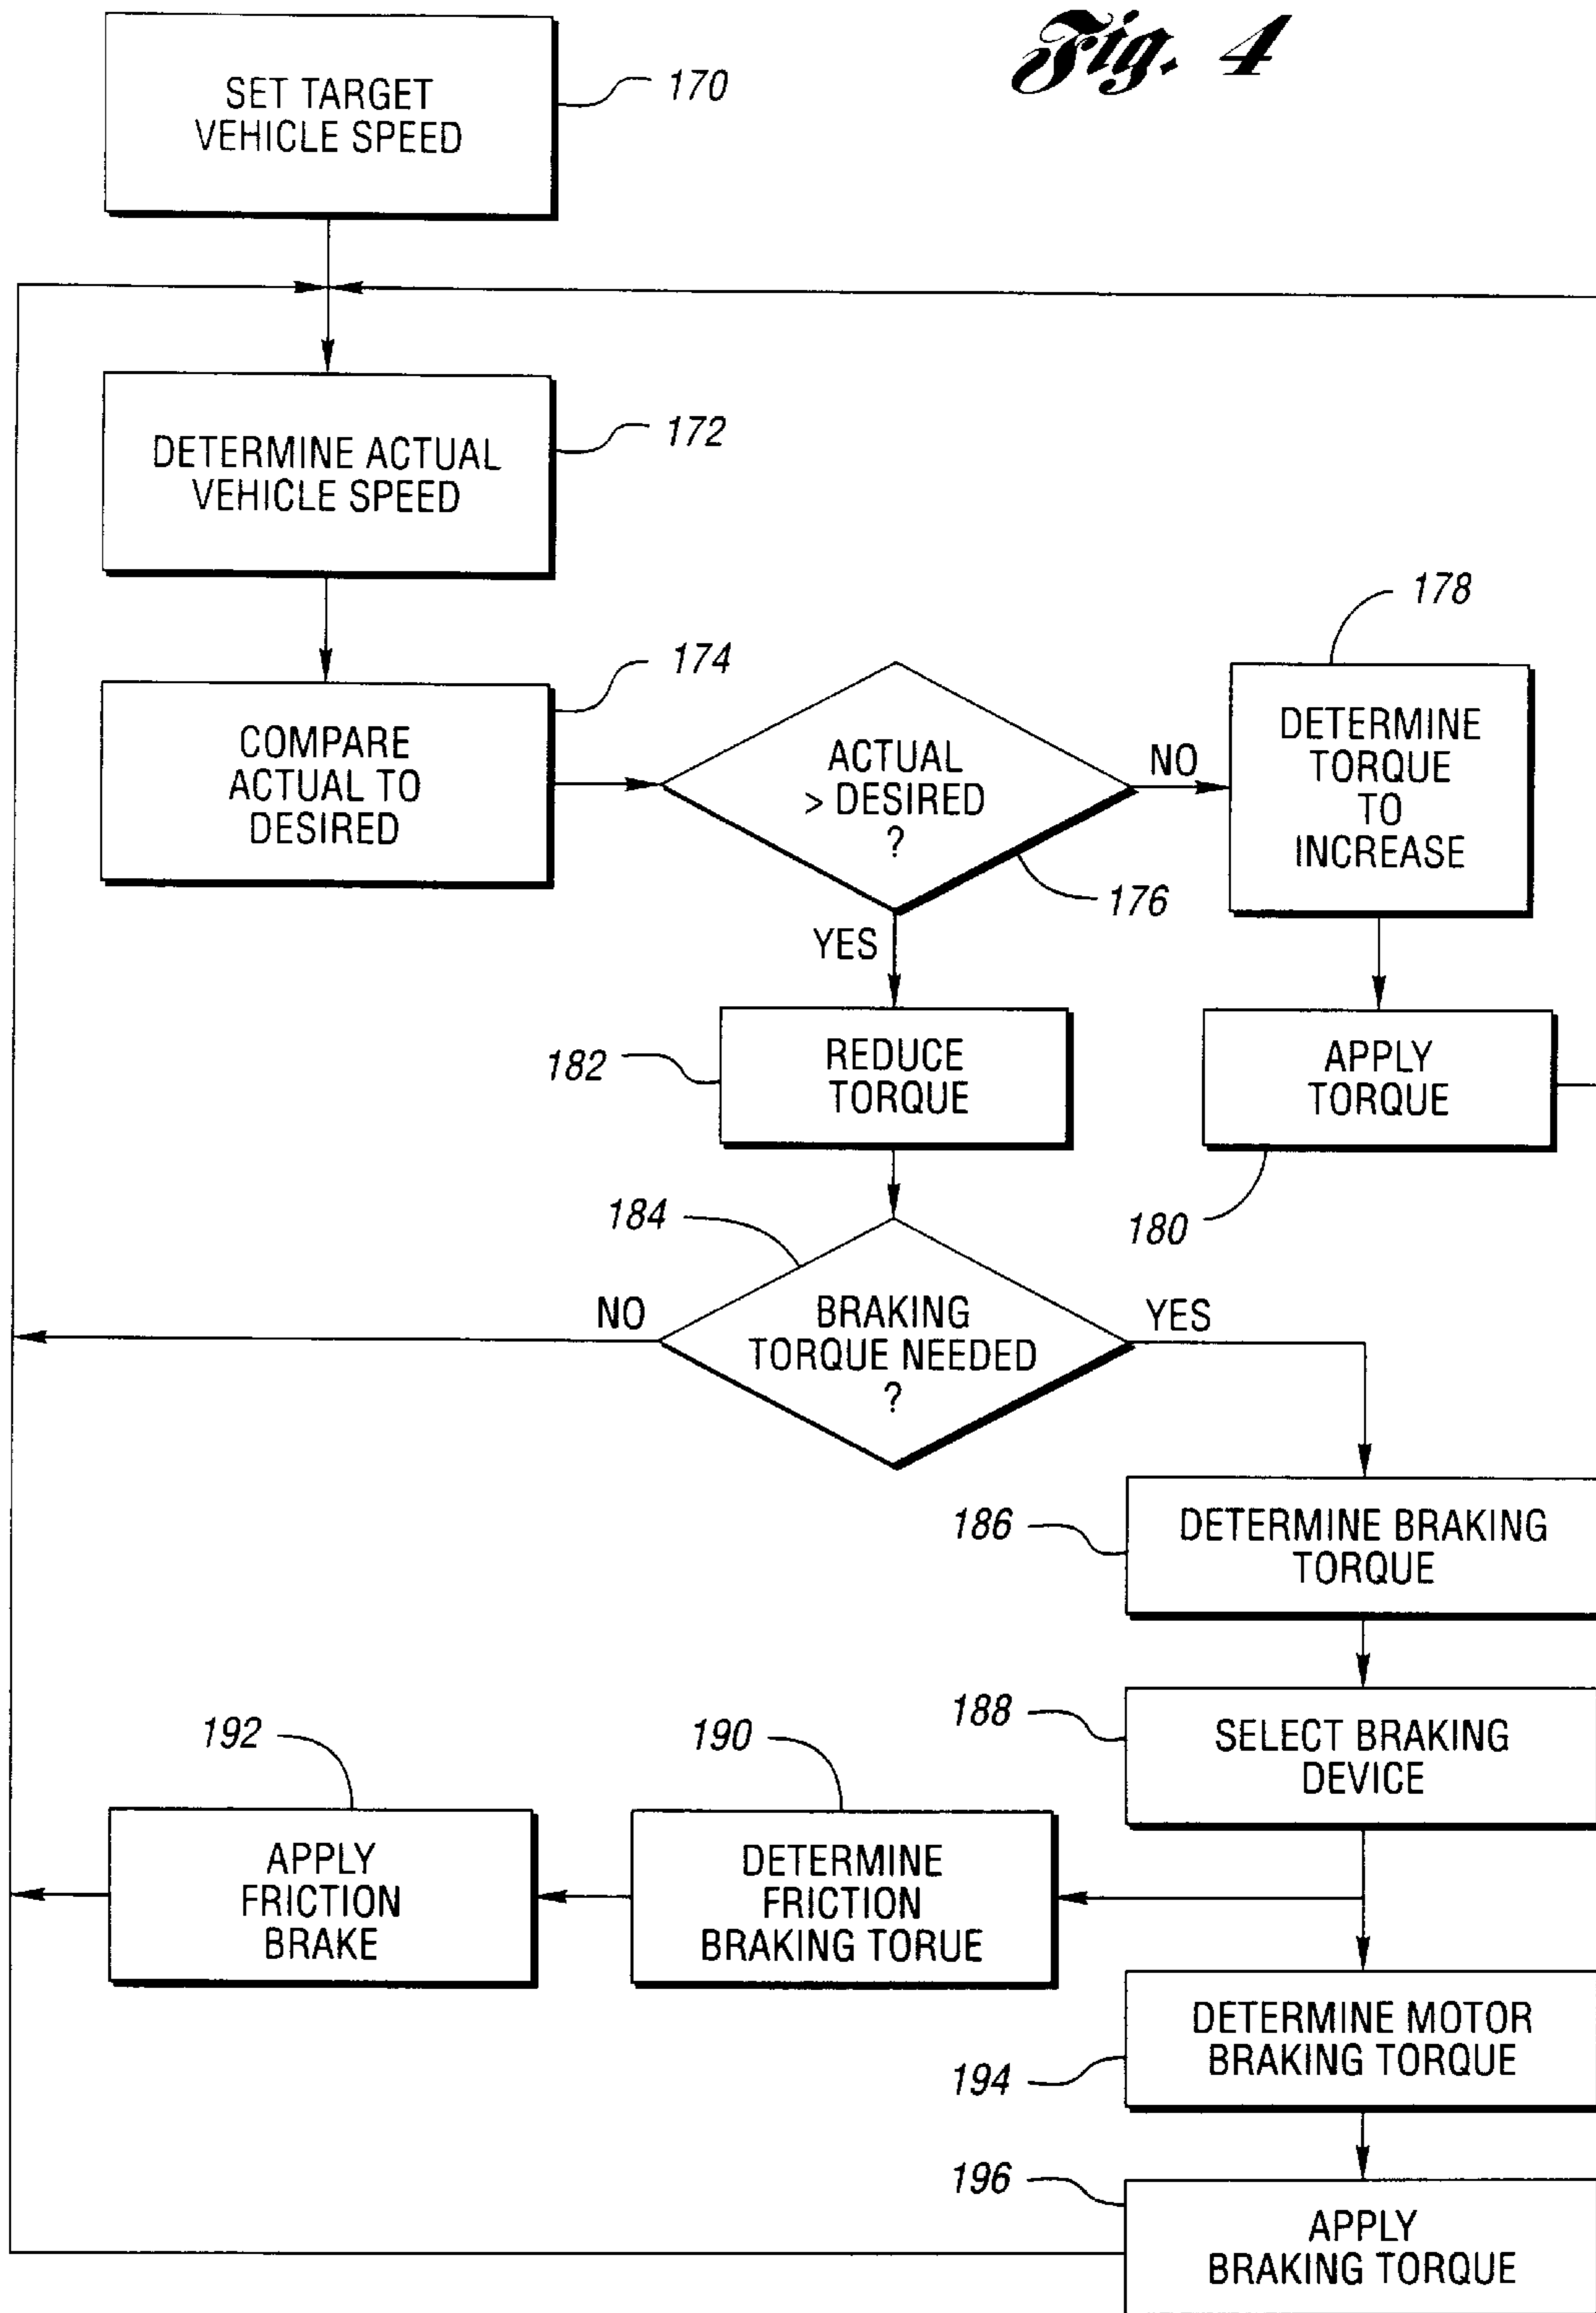 Fig. 4
SET TARGET
VEHICLE SPEED
170
DETERMINE ACTUAL
VEHICLE SPEED
172
COMPARE
ACTUAL TO
DESIRED
174
ACTUAL
> DESIRED
?
176
NO
178
DETERMINE
TORQUE
TO
INCREASE
YES
182
REDUCE
TORQUE
APPLY
TORQUE
180
184
NO
BRAKING
TORQUE NEEDED
?
YES
186
DETERMINE BRAKING
TORQUE
188
SELECT BRAKING
DEVICE
192
APPLY
FRICTION
BRAKE
190
DETERMINE
FRICTION
BRAKING TORUE
194
DETERMINE MOTOR
BRAKING TORQUE
196
APPLY
BRAKING TORQUE